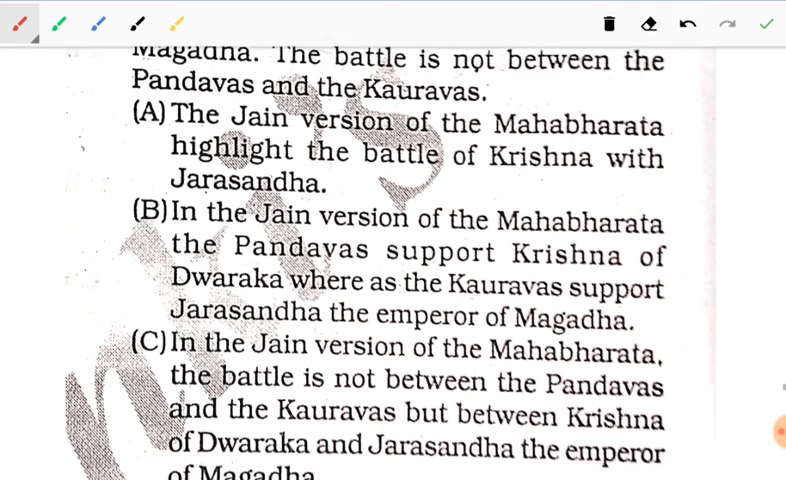 Magadha. The battle is not between the
Pandavas and the Kauravas.
(A) The Jain version of the Mahabharata
highlight the battle of Krishna with
Jarasandha.
(B) In the Jain version of the Mahabharata
the Pandavas support Krishna of
Dwaraka where as the Kauravas support
Jarasandha the emperor of Magadha.
(C) In the Jain version of the Mahabharata,
the battle is not between the Pandavas
and the Kauravas but between Krishna
of Dwaraka and Jarasandha the emperor
of Magadha